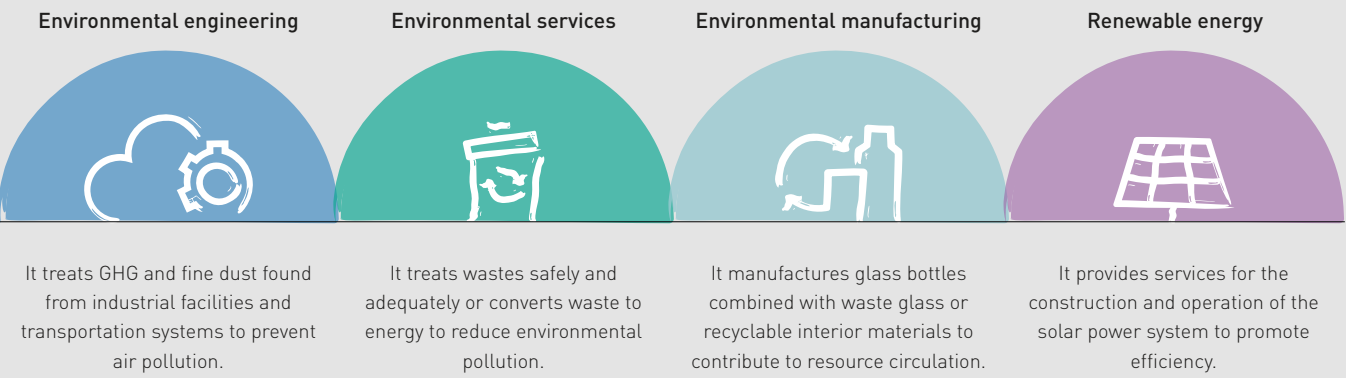 Environmental engineering
It treats GHG and fine dust found
from industrial facilities and
transportation systems to prevent
air pollution.
Environmental services
It treats wastes safely and
adequately or converts waste to
energy to reduce environmental
pollution.
Environmental manufacturing
It manufactures glass bottles
combined with waste glass or
recyclable interior materials to
contribute to resource circulation.
Renewable energy
It provides services for the
construction and operation of the
solar power system to promote
efficiency.